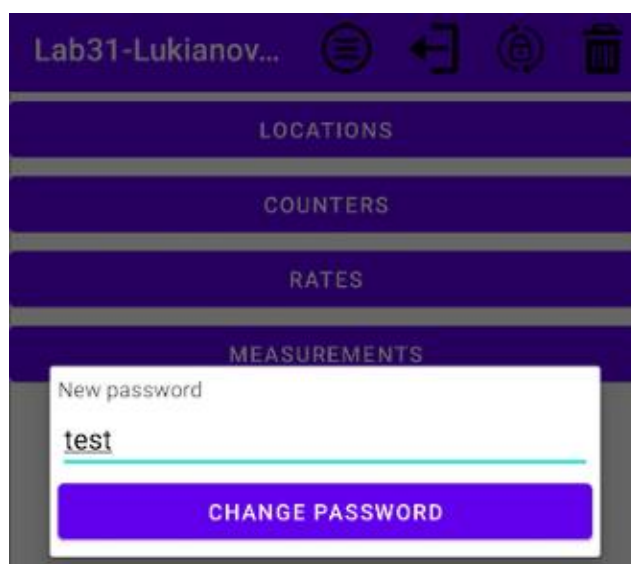 Lab31-Lukianov...
LOCATIONS
COUNTERS
RATES
MEASUREMENTS
New password
test
CHANGE PASSWORD